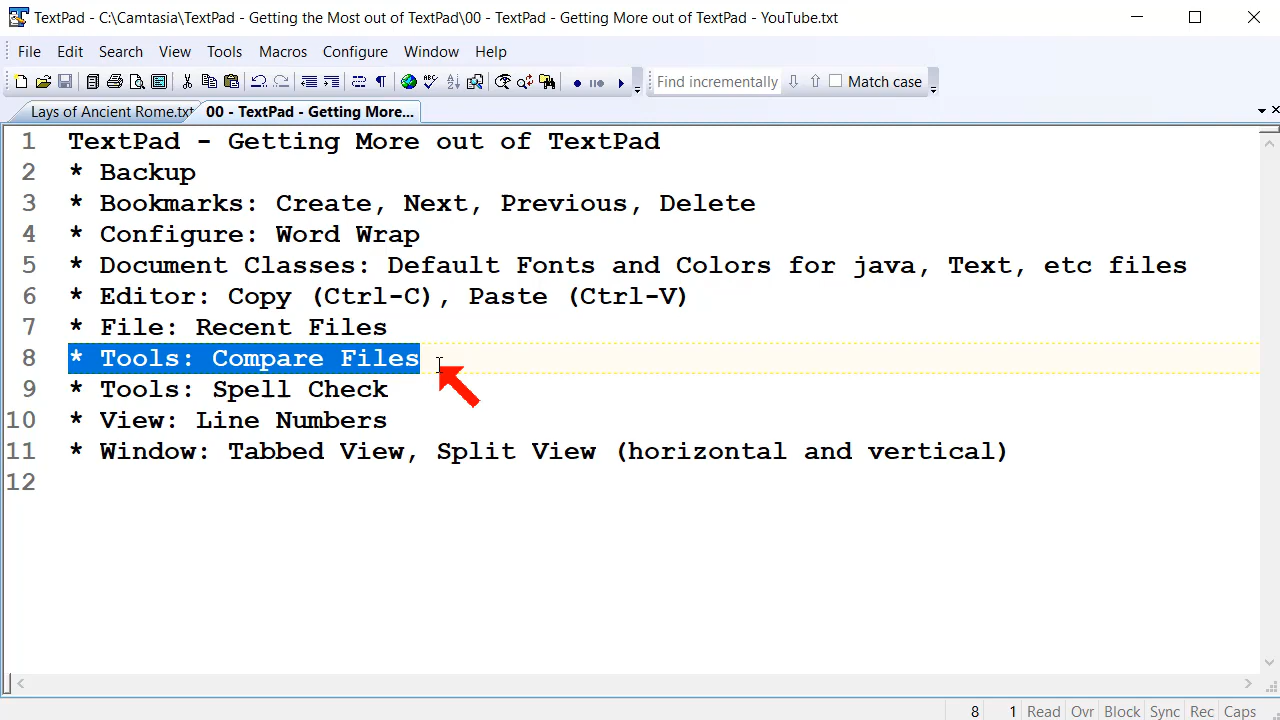 TextPad - C:\Camtasia\TextPad - Getting the Most out of TextPad\00 - TextPad - Getting More out of TextPad - YouTube.txt
File Edit Search View Tools Macros Configure Window Help
Find incrementally Match case
Lays of Ancient Rome.txt 00 - TextPad - Getting More...
1 TextPad - Getting More out of TextPad
2 * Backup
3 * Bookmarks: Create, Next, Previous, Delete
4 * Configure: Word Wrap
5 * Document Classes: Default Fonts and Colors for java, Text, etc files
6 * Editor: Copy (Ctrl-C), Paste (Ctrl-V)
7 * File: Recent Files
8 * Tools: Compare Files
9 * Tools: Spell Check
10 * View: Line Numbers
11 * Window: Tabbed View, Split View (horizontal and vertical)
12
8 1 Read Ovr Block Sync Rec Caps